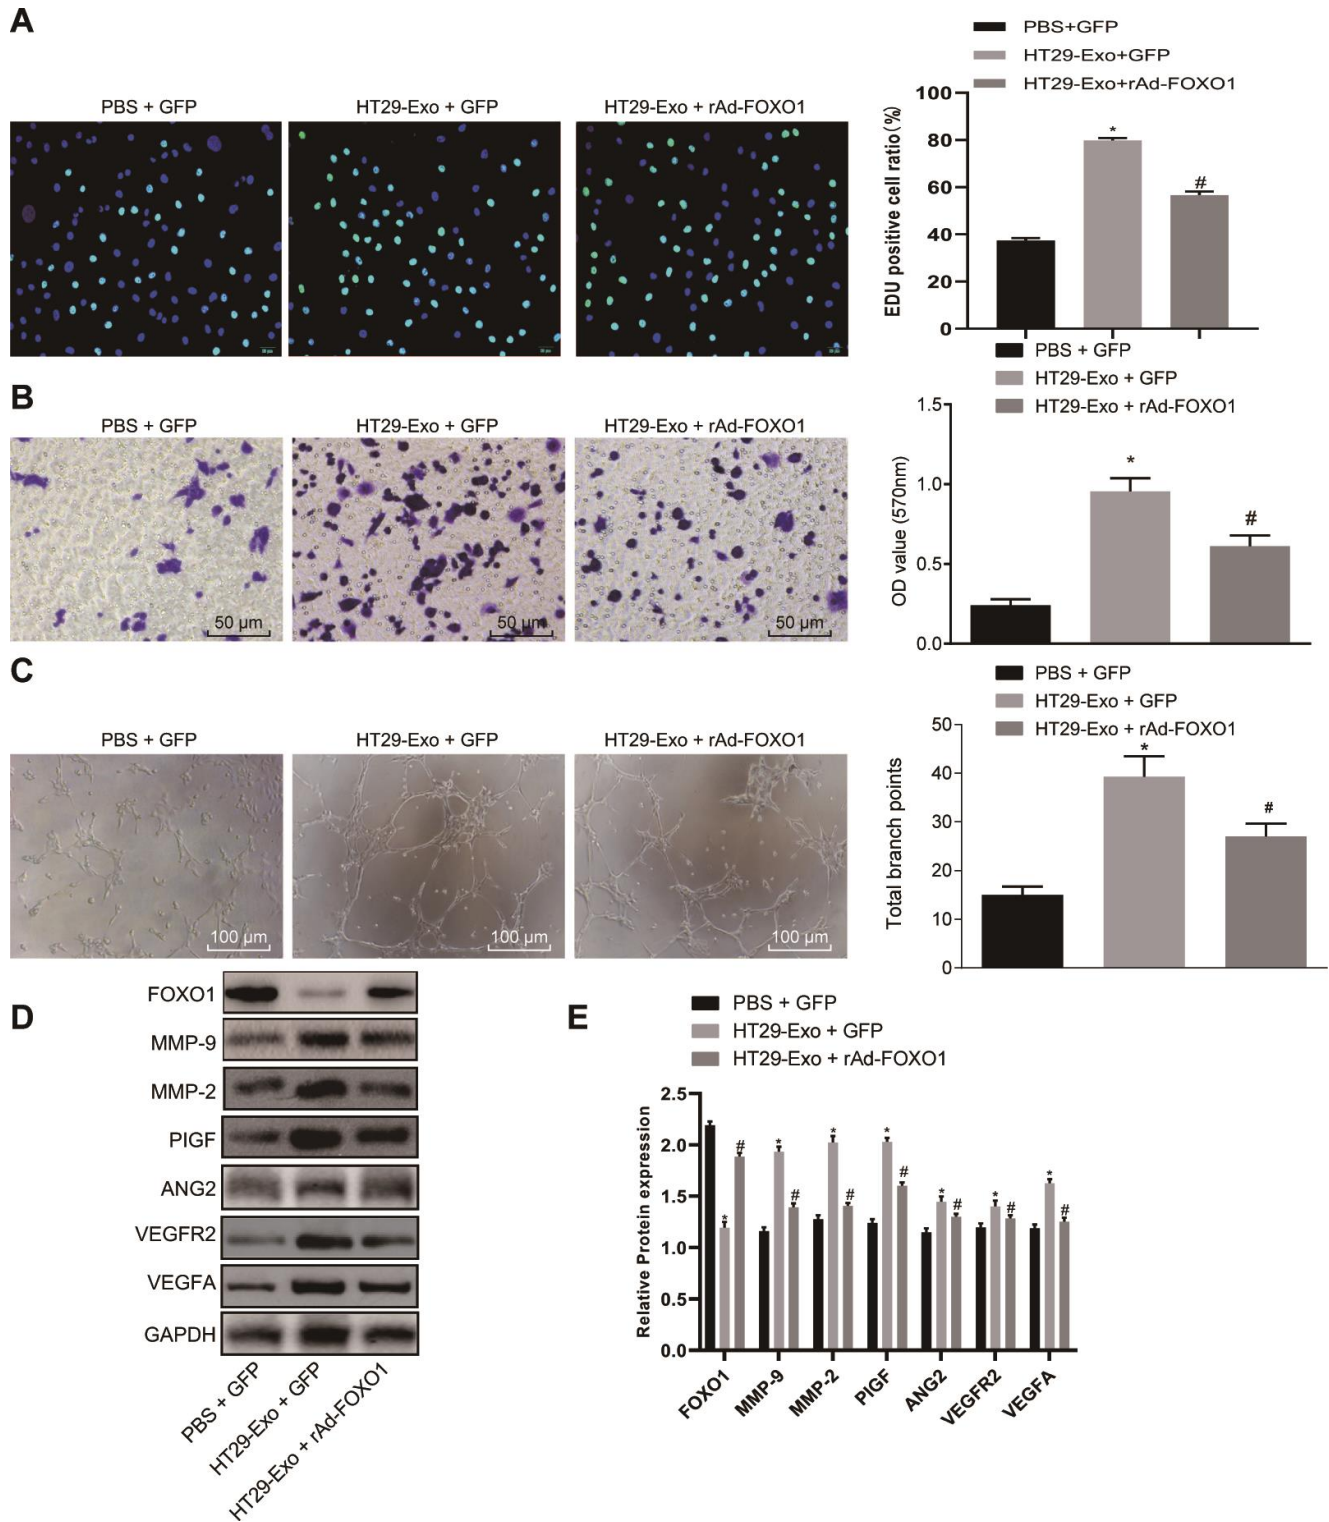 A
PBS+GFP
HT29-Exo+GFP
HT29-Exo+rAd-FOXO1
PBS + GFP
HT29-Exo + GFP
HT29-Exo + rAd-FOXO1
100
80
60
40
20
0
EDU positive cell ratio(%)
*
#
B
PBS + GFP
HT29-Exo + GFP
HT29-Exo + rAd-FOXO1
50 µm
50 µm
50 µm
PBS + GFP
HT29-Exo + GFP
HT29-Exo + rAd-FOXO1
1.5
1.0
0.5
0.0
OD value (570nm)
*
#
C
PBS + GFP
HT29-Exo + GFP
HT29-Exo + rAd-FOXO1
100 µm
100 µm
100 µm
PBS + GFP
HT29-Exo + GFP
HT29-Exo + rAd-FOXO1
50
40
30
20
10
0
Total branch points
*
#
D
FOXO1
MMP-9
MMP-2
PIGF
ANG2
VEGFR2
VEGFA
GAPDH
PBS + GFP
HT29-Exo + GFP
HT29-Exo + rAd-FOXO1
E
PBS + GFP
HT29-Exo + GFP
HT29-Exo + rAd-FOXO1
2.5
2.0
1.5
1.0
0.5
0.0
Relative Protein expression
* #
* #
* #
* #
* #
* #
* #
FOXO1
MMP-9
MMP-2
PIGF
ANG2
VEGFR2
VEGFA